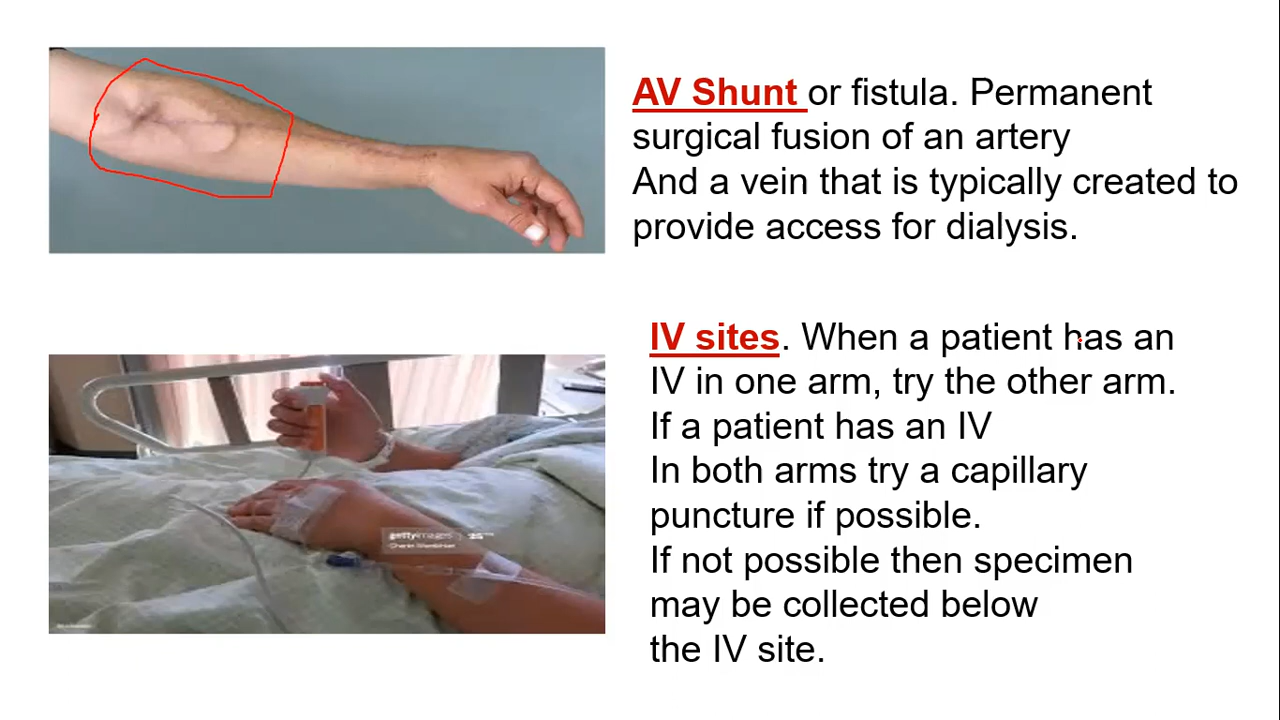 AV Shunt or fistula. Permanent
surgical fusion of an artery
And a vein that is typically created to
provide access for dialysis.
IV sites. When a patient has an
IV in one arm, try the other arm.
If a patient has an IV
In both arms try a capillary
puncture if possible.
If not possible then specimen
may be collected below
the IV site.
gettyimages